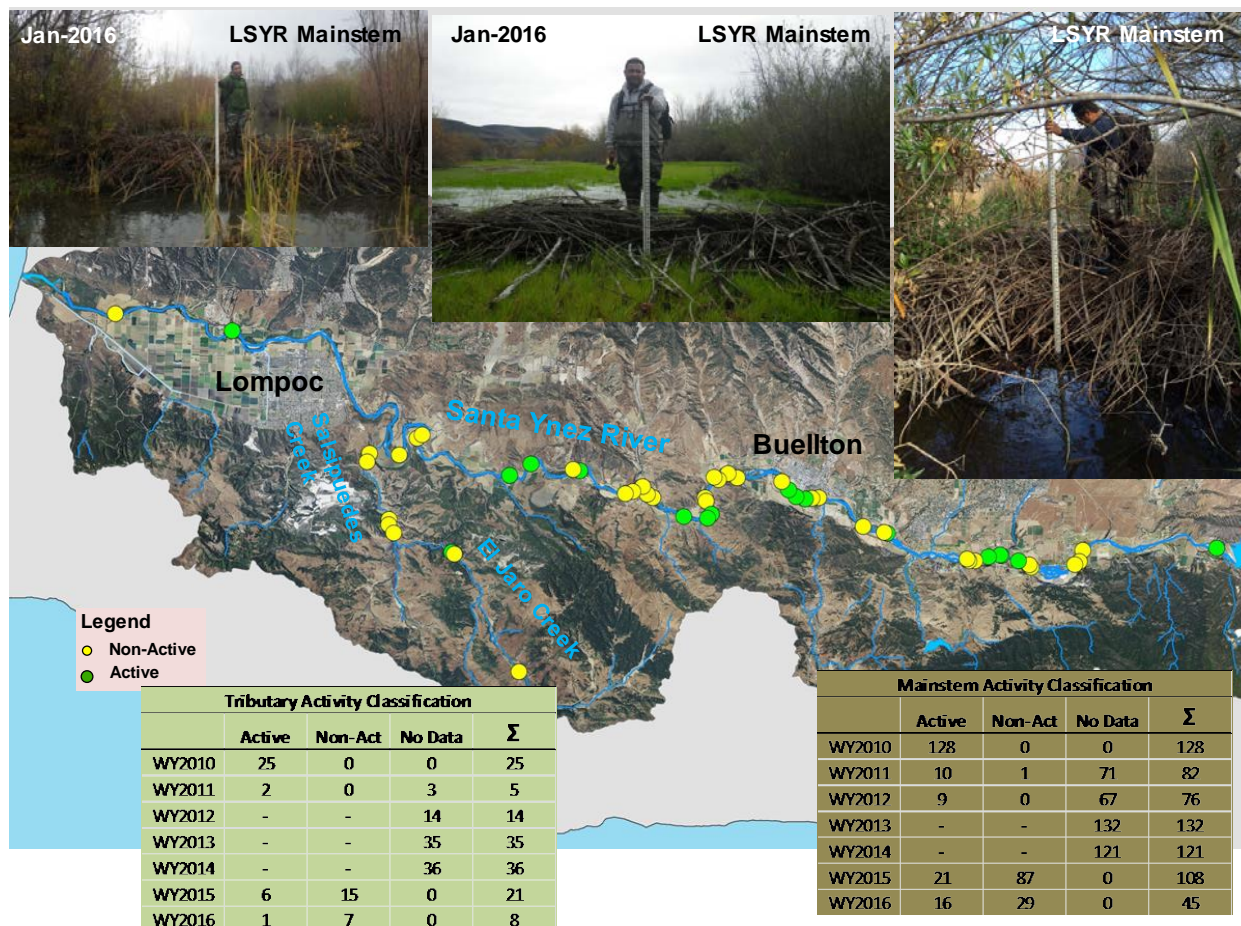 Jan-2016 LSYR Mainstem
Jan-2016 LSYR Mainstem
LSYR Mainstem
Lompoc
Salsipuedes
Creek
Santa Ynez River
Buellton
El Jaro Creek
Legend
Non-Active
Active
Tributary Activity Classification
Active Non-Act No Data Σ
WY2010 25 0 0 25
WY2011 2 0 3 5
WY2012 - - 14 14
WY2013 - - 35 35
WY2014 - - 36 36
WY2015 6 15 0 21
WY2016 1 7 0 8
Mainstem Activity Classification
Active Non-Act No Data Σ
WY2010 128 0 0 128
WY2011 10 1 71 82
WY2012 9 0 67 76
WY2013 - - 132 132
WY2014 - - 121 121
WY2015 21 87 0 108
WY2016 16 29 0 45